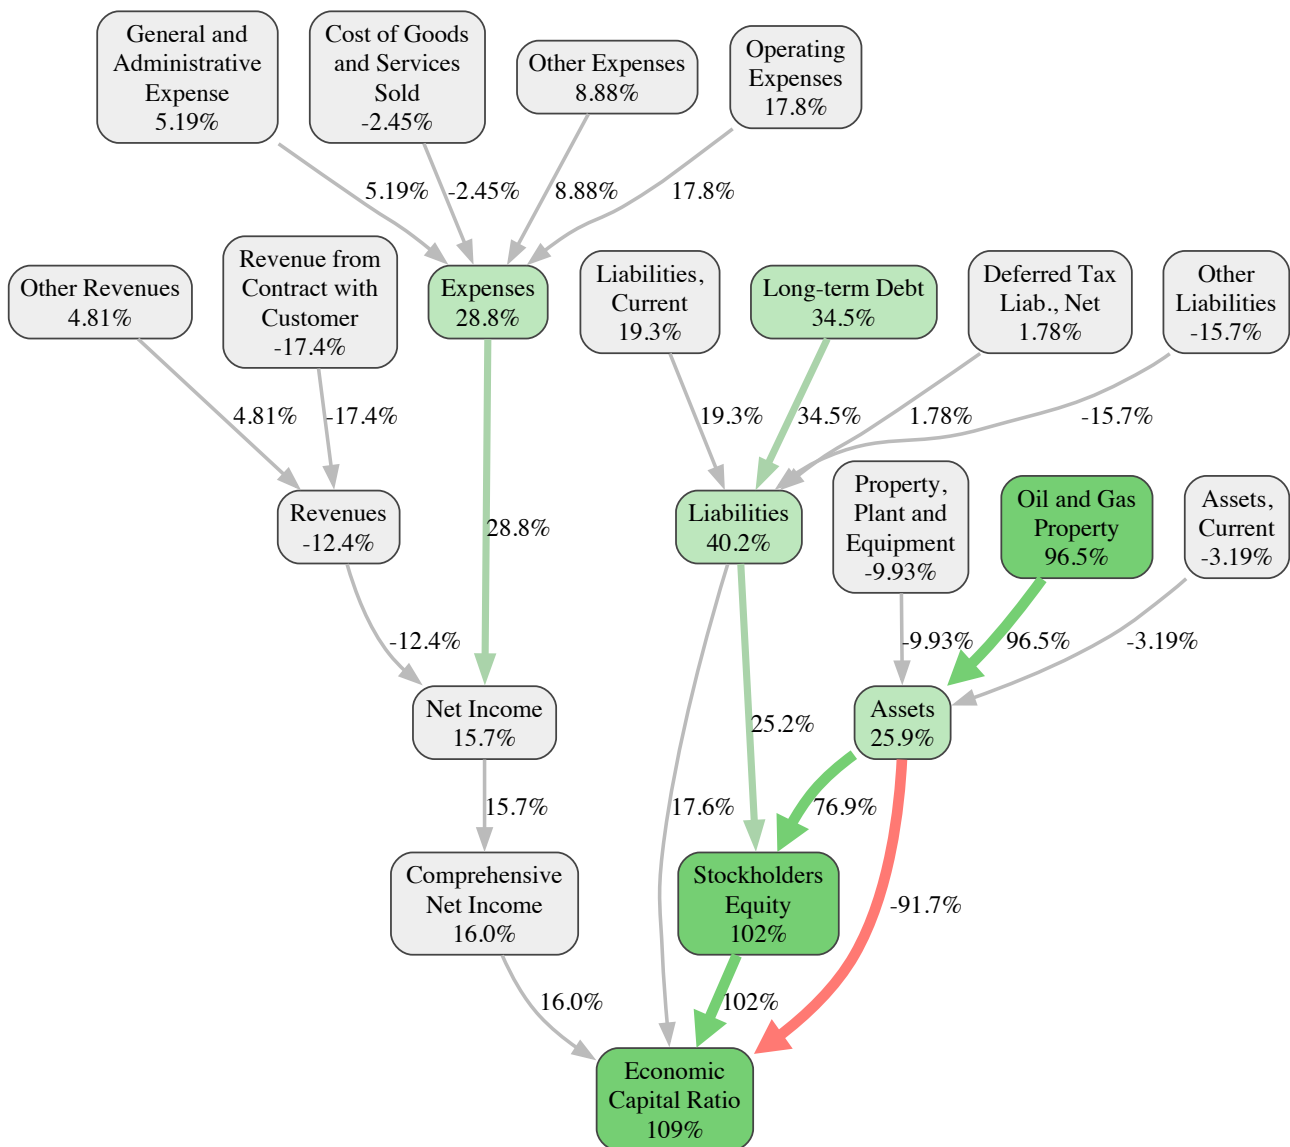 General and
Administrative
Expense
5.19%
Cost of Goods
and Services
Sold
-2.45%
Other Expenses
8.88%
Operating
Expenses
17.8%
5.19%
-2.45%
8.88%
17.8%
Other Revenues
4.81%
Revenue from
Contract with
Customer
-17.4%
Expenses
28.8%
Liabilities,
Current
19.3%
Long-term Debt
34.5%
Deferred Tax
Liab., Net
1.78%
Other
Liabilities
-15.7%
4.81%
-17.4%
19.3%
34.5%
1.78%
-15.7%
Revenues
-12.4%
28.8%
Liabilities
40.2%
Property,
Plant and
Equipment
-9.93%
Oil and Gas
Property
96.5%
Assets,
Current
-3.19%
-12.4%
-9.93%
96.5%
-3.19%
Net Income
15.7%
25.2%
Assets
25.9%
15.7%
17.6%
76.9%
Comprehensive
Net Income
16.0%
Stockholders
Equity
102%
-91.7%
16.0%
102%
Economic
Capital Ratio
109%